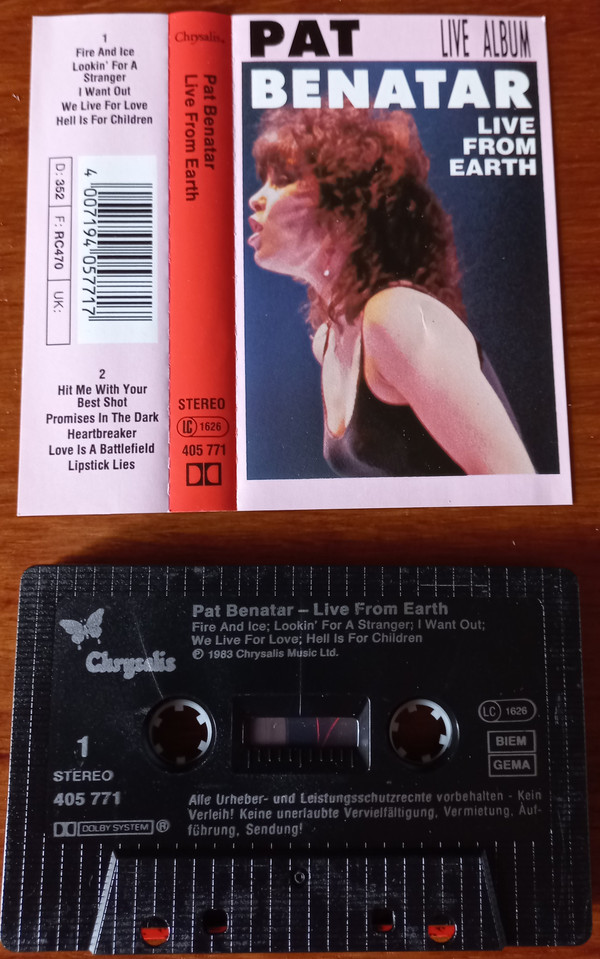 1
Fire And Ice
Lookin' For A
Stranger
I Want Out
We Live For Love
Hell Is For Children
D: 352 F: RC470 UK:
4 007194 057717
2
Hit Me With Your
Best Shot
Promises In The Dark
Heartbreaker
Love Is A Battlefield
Lipstick Lies
Chrysalis
Pat Benatar
Live From Earth
STEREO
LC 1626
405 771
PAT LIVE ALBUM
BENATAR
LIVE
FROM
EARTH
Chrysalis
Pat Benatar – Live From Earth
Fire And Ice; Lookin' For A Stranger; I Want Out;
We Live For Love; Hell Is For Children
℗ 1983 Chrysalis Music Ltd.
LC 1626
BIEM
GEMA
1
STEREO
405 771
DOLBY SYSTEM ®
Alle Urheber- und Leistungsschutzrechte vorbehalten - Kein
Verleih! Keine unerlaubte Vervielfältigung, Vermietung, Auf-
führung, Sendung!